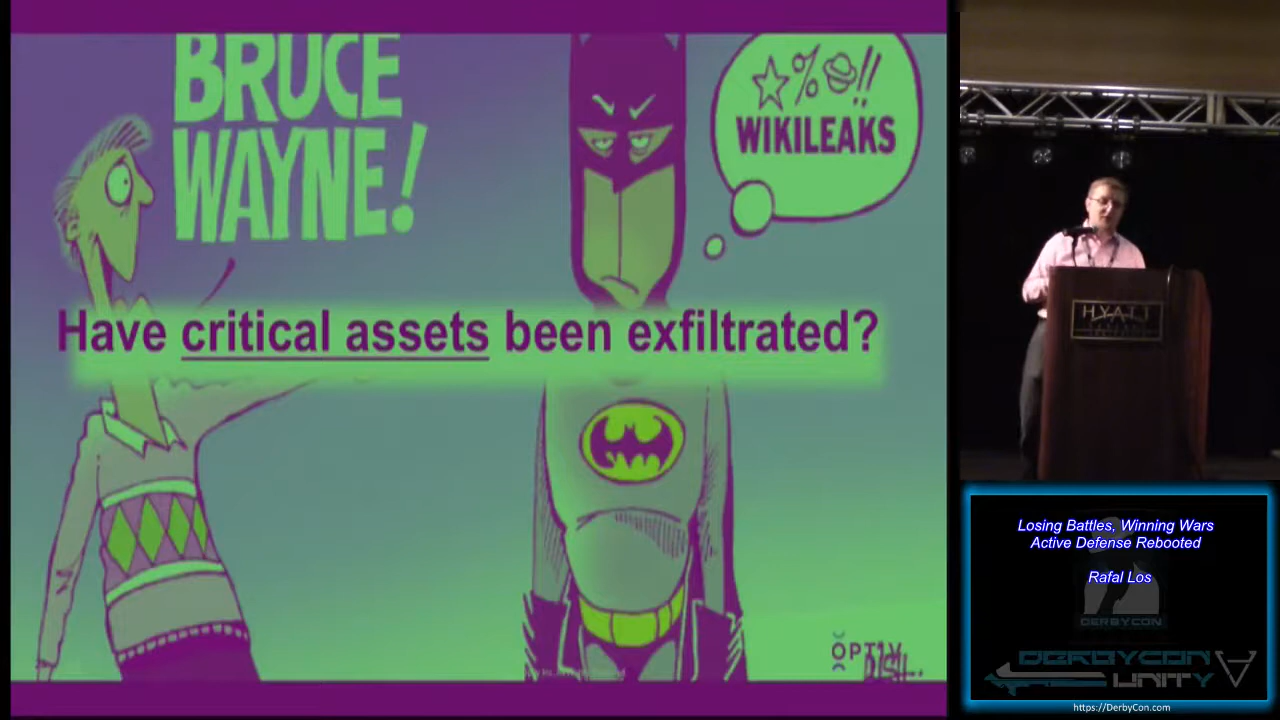 BRUCE
WAYNE!
WIKILEAKS
Have critical assets been exfiltrated?
OPTIV
HYATT
Losing Battles, Winning Wars
Active Defense Rebooted
Rafal Los
DERBYCON
DERBYCON
UNITY
https://DerbyCon.com